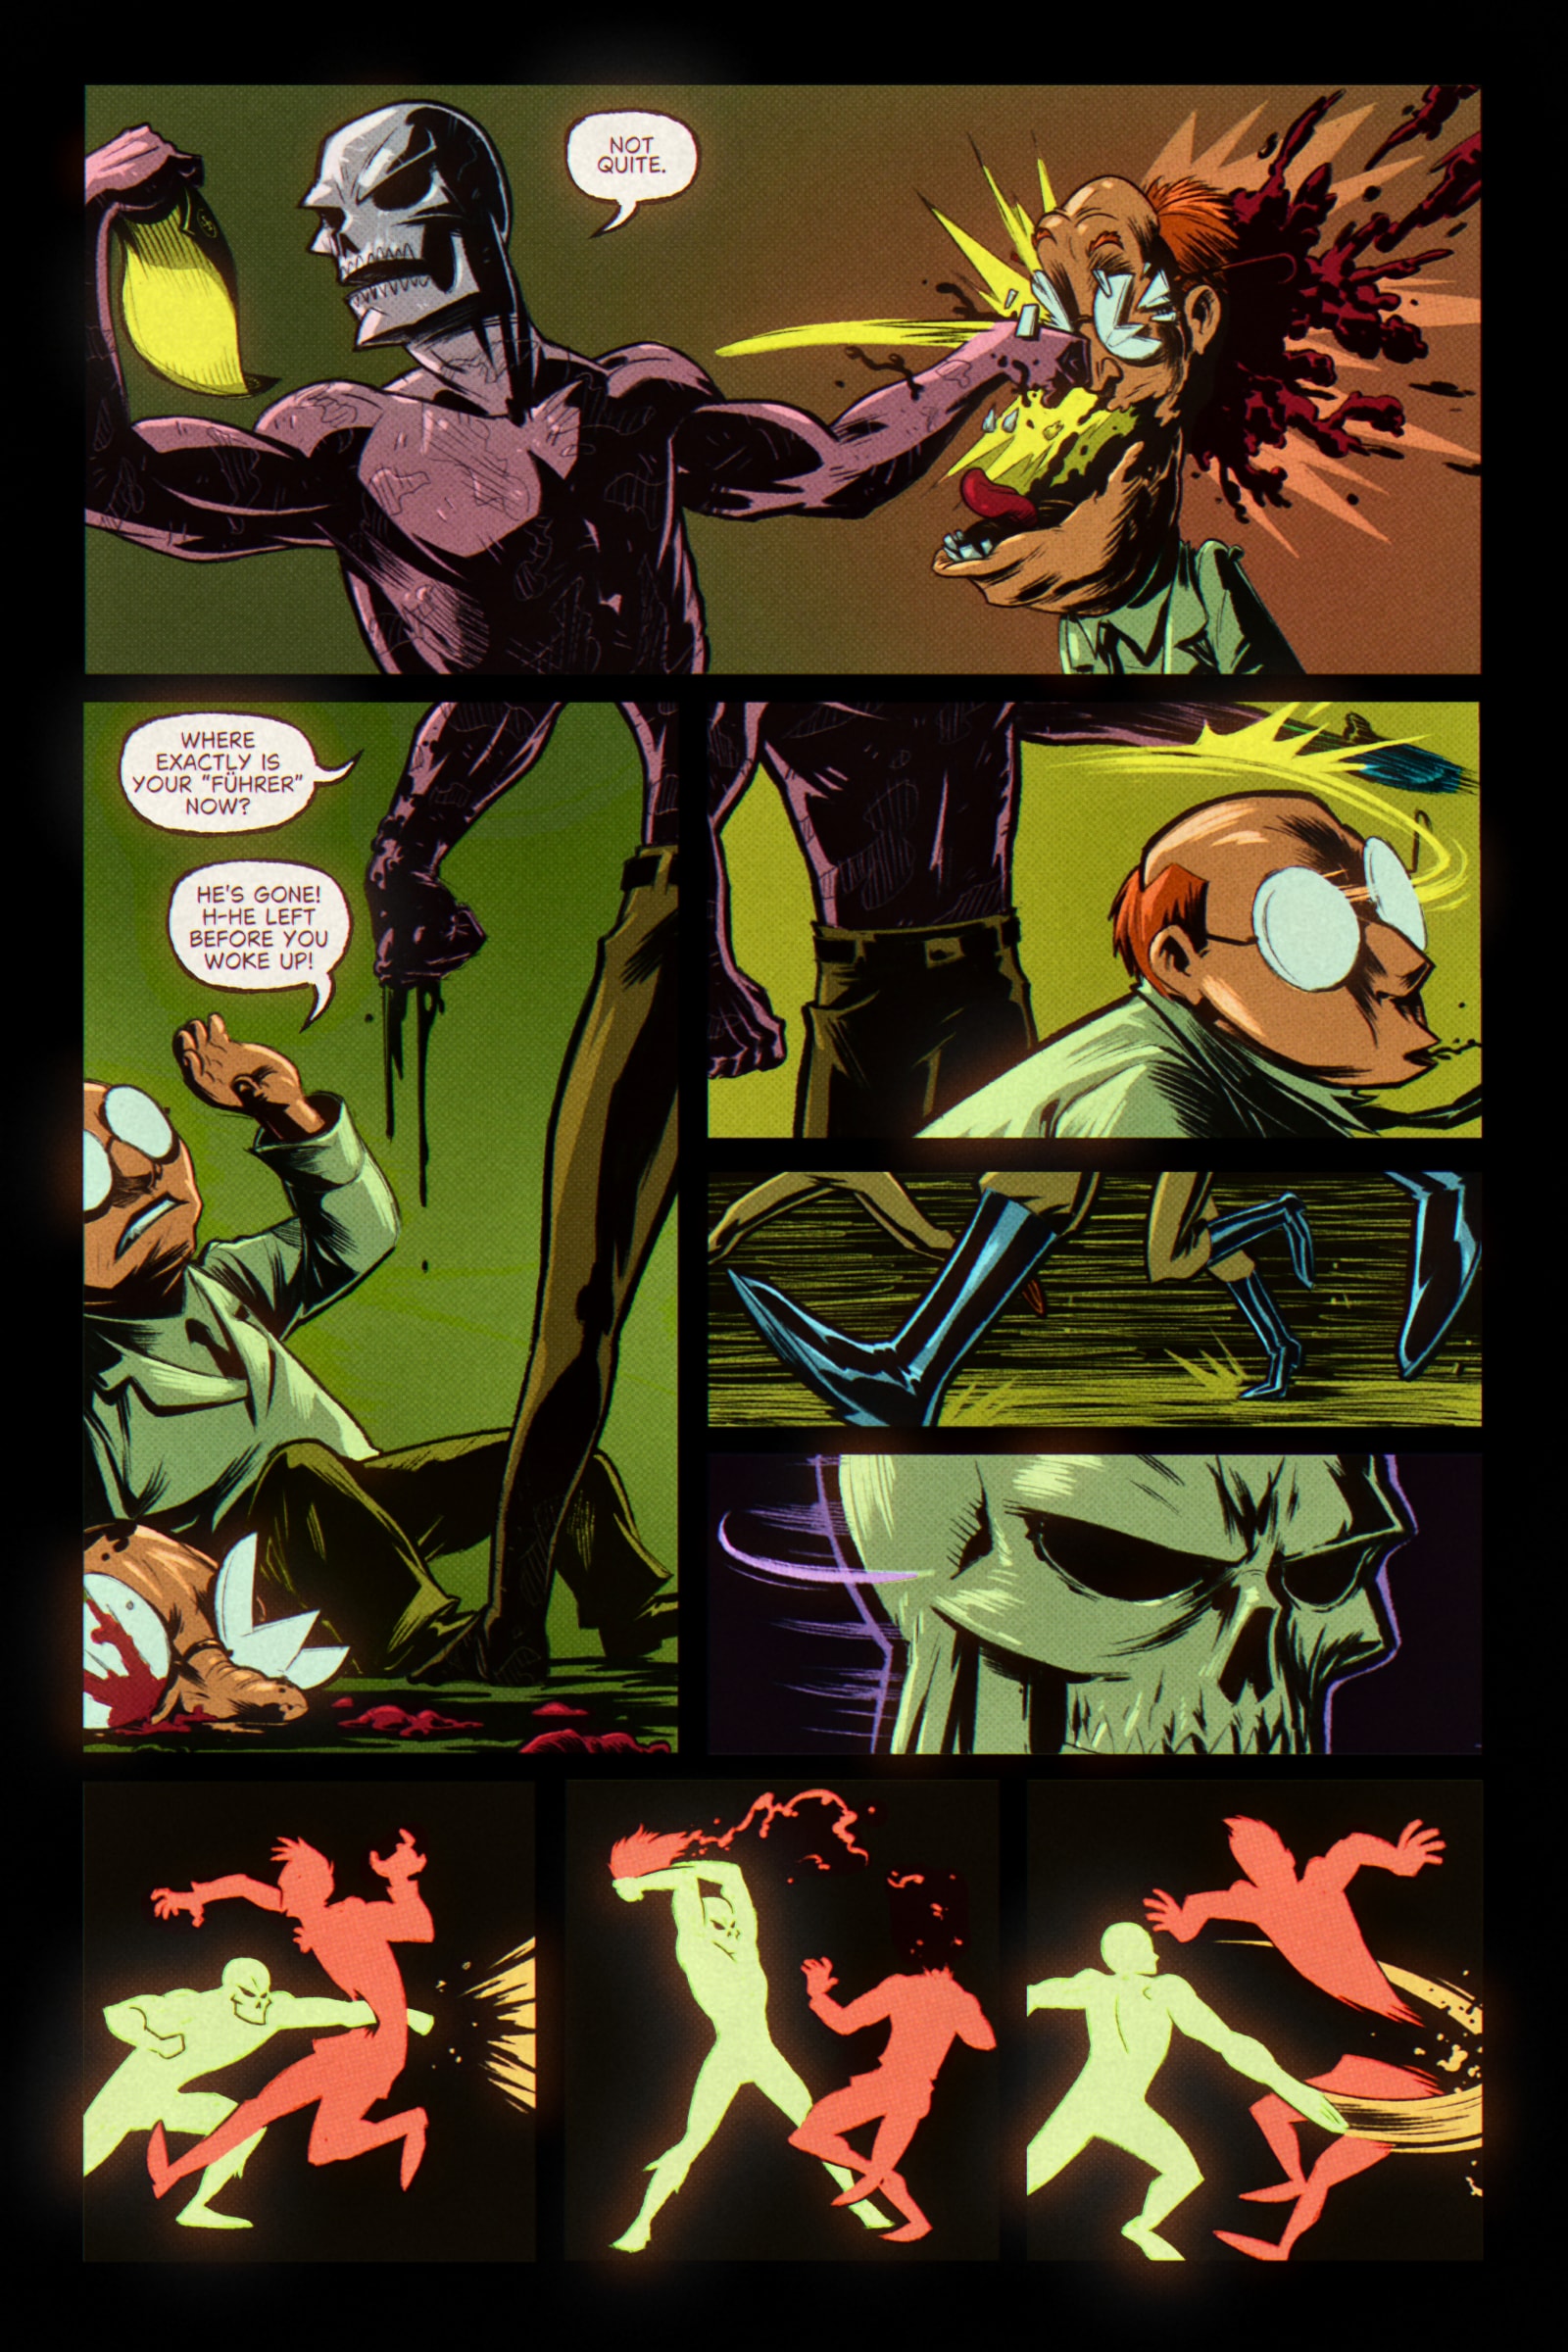 NOT
QUITE.
WHERE
EXACTLY IS
YOUR "FÜHRER"
NOW?
HE'S GONE!
H-HE LEFT
BEFORE YOU
WOKE UP!